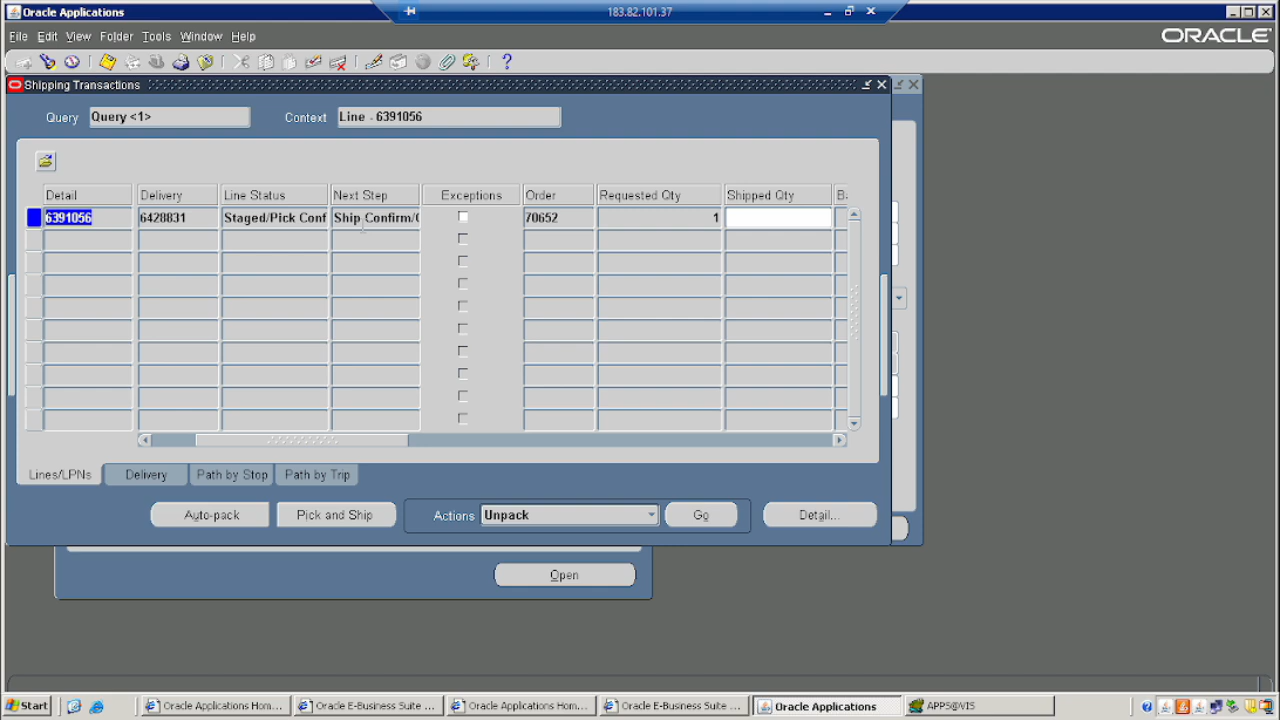 Oracle Applications
183.82.101.37
File Edit View Folder Tools Window Help
ORACLE
Shipping Transactions
Query Query <1> Context Line - 6391056
Detail Delivery Line Status Next Step Exceptions Order Requested Qty Shipped Qty
6391056 6428831 Staged/Pick Conf Ship Confirm/ 70652 1
Lines/LPNs Delivery Path by Stop Path by Trip
Auto-pack Pick and Ship Actions Unpack Go Detail...
Open
Start Oracle Applications Hom... Oracle E-Business Suite ... Oracle Applications Hom... Oracle E-Business Suite ... Oracle Applications APPS@VIS